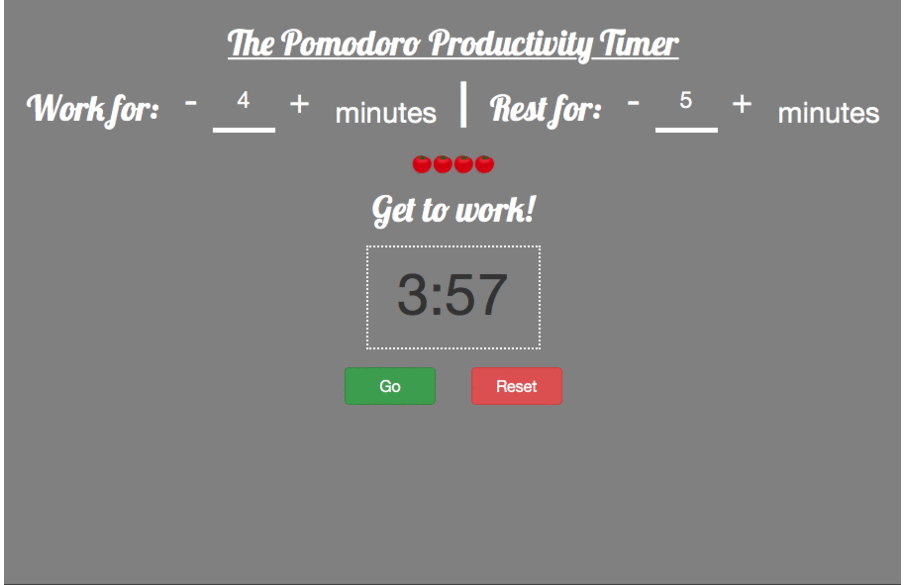 The Pomodoro Productivity Timer
Work for: - 4 + minutes | Rest for: - 5 + minutes
Get to work!
3:57
Go Reset